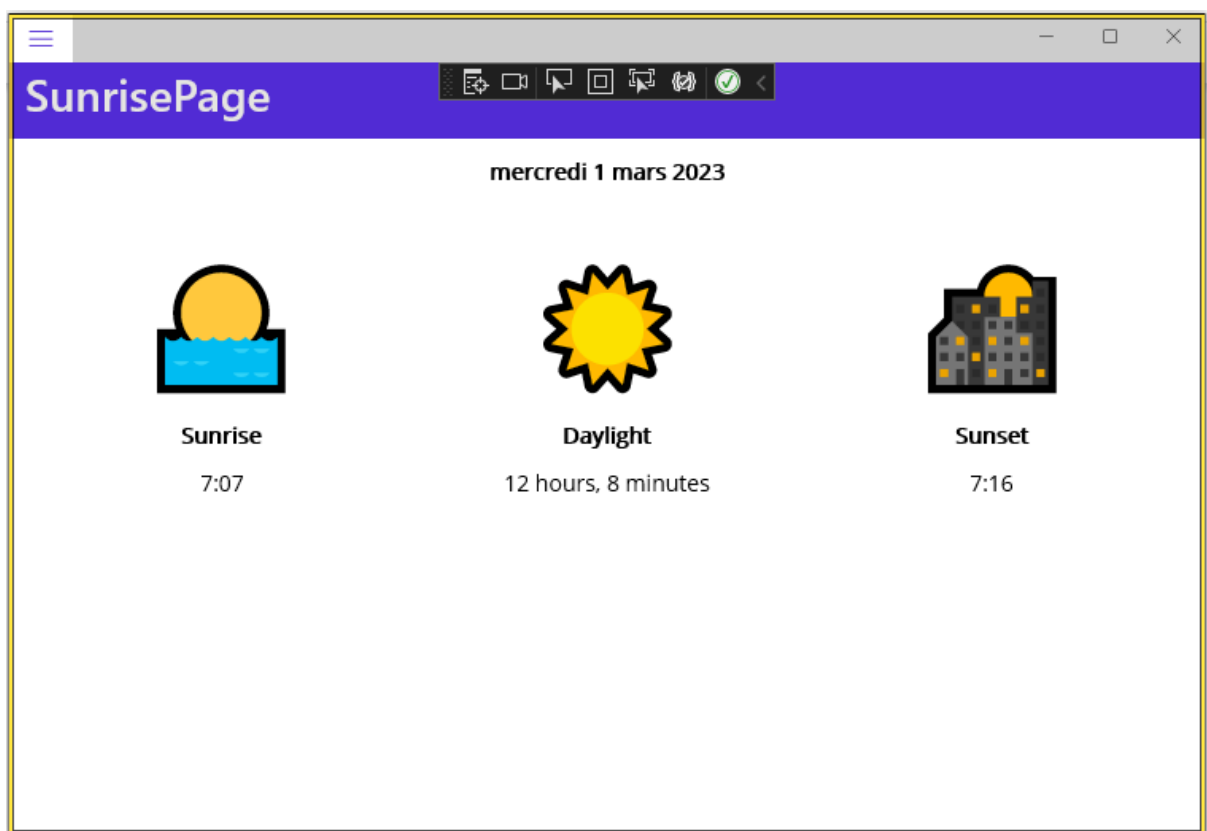 SunrisePage
mercredi 1 mars 2023
Sunrise
Daylight
Sunset
7:07
12 hours, 8 minutes
7:16